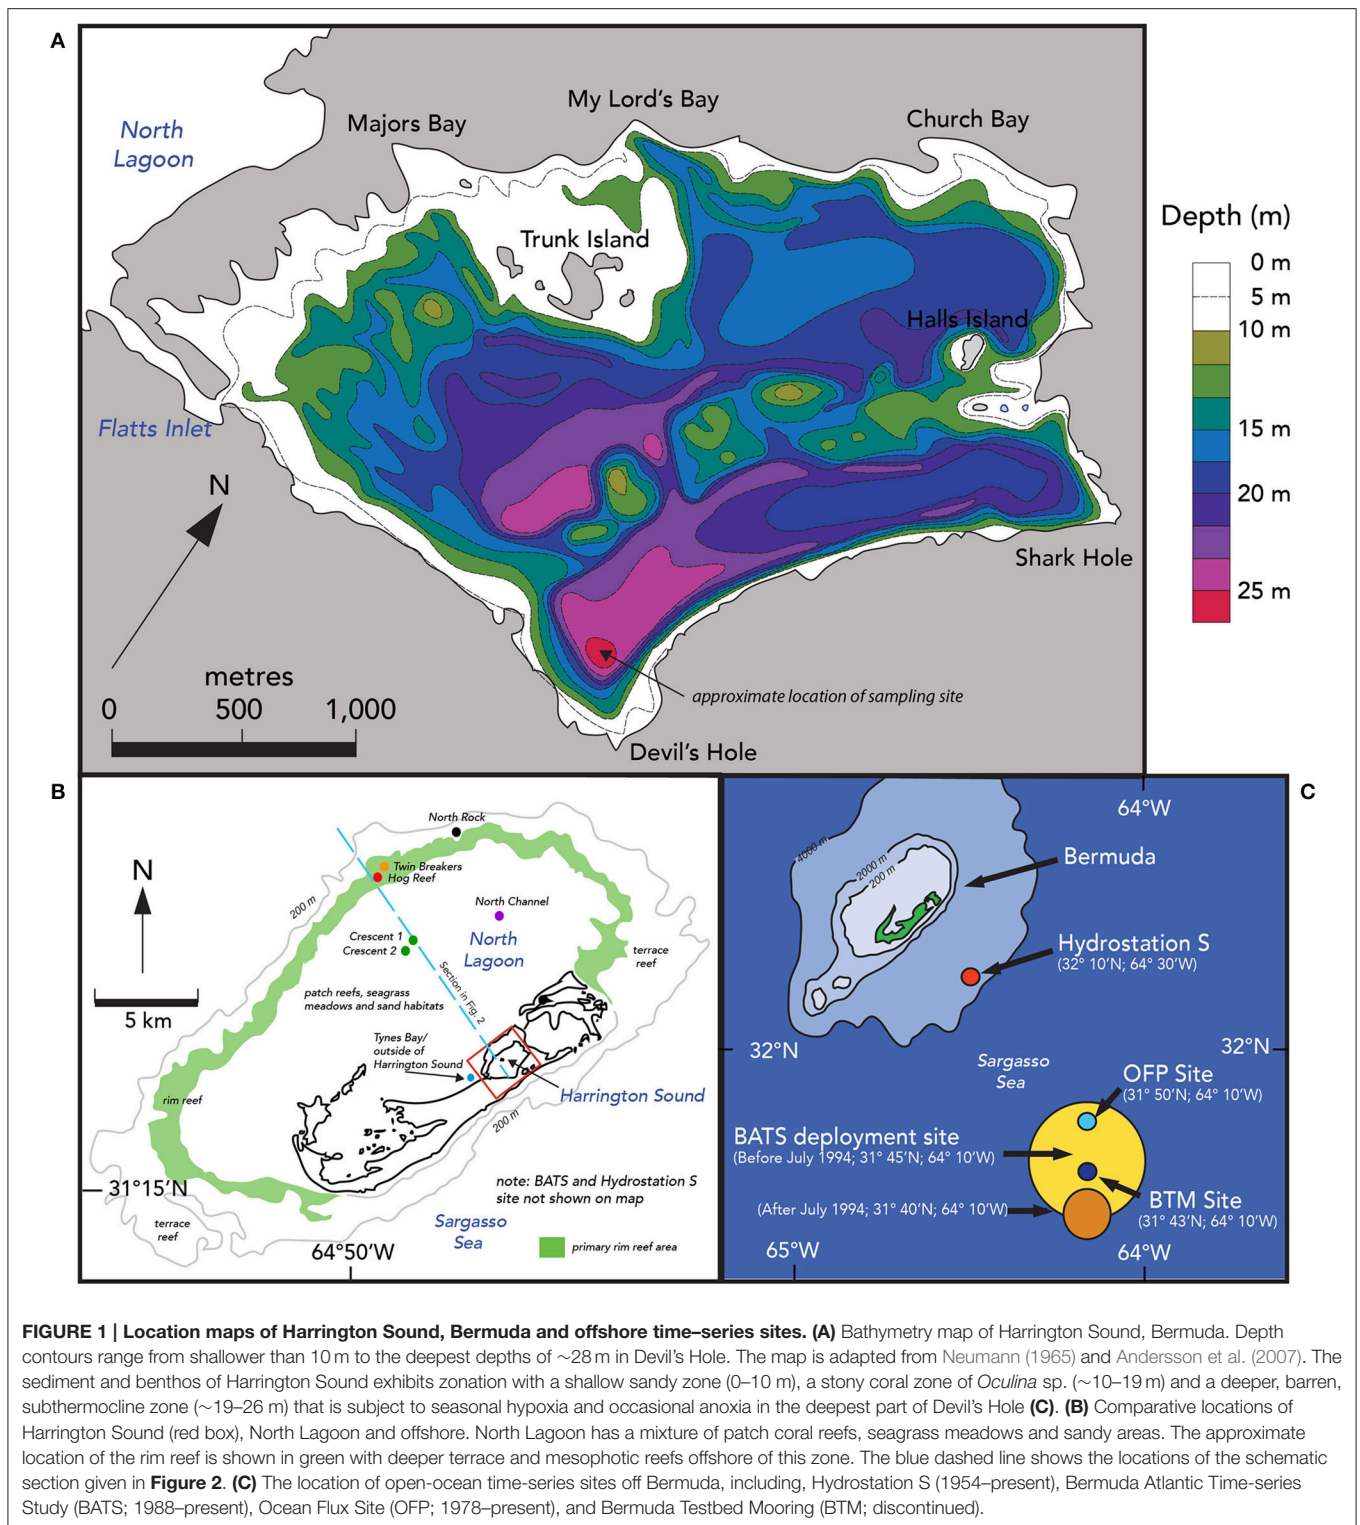 A
North
Lagoon
Majors Bay
My Lord's Bay
Church Bay
Trunk Island
Halls Island
Flatts Inlet
N
Shark Hole
metres
0 500 1,000
approximate location of sampling site
Devil's Hole
Depth (m)
0 m
5 m
10 m
15 m
20 m
25 m
B
N
5 km
North Rock
Twin Breakers
Hog Reef
200 m
North Channel
Crescent 1
Crescent 2
North
Lagoon
Section in Fig. 2
terrace
reef
patch reefs, seagrass
meadows and sand habitats
Tynes Bay/
outside of
Harrington Sound
rim reef
Harrington Sound
200 m
31°15'N
note: BATS and Hydrostation S
site not shown on map
terrace
reef
Sargasso
Sea
64°50'W
primary rim reef area
C
64°W
4000 m
2000 m
200 m
Bermuda
Hydrostation S
(32° 10'N; 64° 30'W)
32°N
32°N
Sargasso
Sea
OFP Site
(31° 50'N; 64° 10'W)
BATS deployment site
(Before July 1994; 31° 45'N; 64° 10'W)
BTM Site
(31° 43'N; 64° 10'W)
(After July 1994; 31° 40'N; 64° 10'W)
65°W
64°W
FIGURE 1 | Location maps of Harrington Sound, Bermuda and offshore time–series sites. (A) Bathymetry map of Harrington Sound, Bermuda. Depth
contours range from shallower than 10 m to the deepest depths of ∼28 m in Devil's Hole. The map is adapted from Neumann (1965) and Andersson et al. (2007). The
sediment and benthos of Harrington Sound exhibits zonation with a shallow sandy zone (0–10 m), a stony coral zone of Oculina sp. (∼10–19 m) and a deeper, barren,
subthermocline zone (∼19–26 m) that is subject to seasonal hypoxia and occasional anoxia in the deepest part of Devil's Hole (C). (B) Comparative locations of
Harrington Sound (red box), North Lagoon and offshore. North Lagoon has a mixture of patch coral reefs, seagrass meadows and sandy areas. The approximate
location of the rim reef is shown in green with deeper terrace and mesophotic reefs offshore of this zone. The blue dashed line shows the locations of the schematic
section given in Figure 2. (C) The location of open-ocean time-series sites off Bermuda, including, Hydrostation S (1954–present), Bermuda Atlantic Time-series
Study (BATS; 1988–present), Ocean Flux Site (OFP; 1978–present), and Bermuda Testbed Mooring (BTM; discontinued).